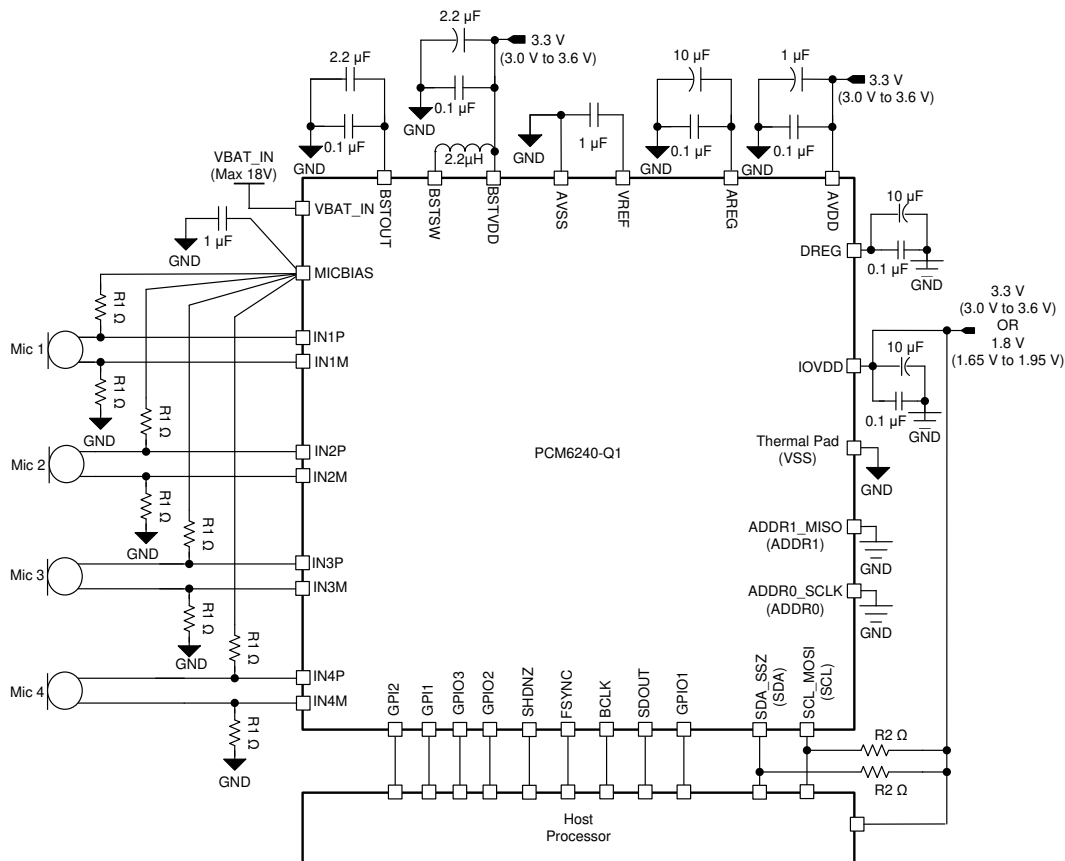 2.2 µF
3.3 V
(3.0 V to 3.6 V)
0.1 µF
GND
2.2 µF
0.1 µF
GND
2.2µH
GND
1 µF
10 µF
0.1 µF
GND
1 µF
3.3 V
(3.0 V to 3.6 V)
0.1 µF
GND
VBAT_IN
(Max 18V)
VBAT_IN
BSTOUT
BSTSW
BSTVDD
AVSS
VREF
AREG
AVDD
1 µF
GND
MICBIAS
DREG
10 µF
0.1 µF
GND
3.3 V
(3.0 V to 3.6 V)
OR
1.8 V
(1.65 V to 1.95 V)
IOVDD
10 µF
0.1 µF
GND
R1 Ω
Mic 1
IN1P
IN1M
R1 Ω
GND
R1 Ω
Mic 2
IN2P
IN2M
R1 Ω
GND
PCM6240-Q1
Thermal Pad
(VSS)
GND
R1 Ω
Mic 3
IN3P
IN3M
R1 Ω
GND
ADDR1_MISO
(ADDR1)
GND
ADDR0_SCLK
(ADDR0)
GND
R1 Ω
Mic 4
IN4P
IN4M
R1 Ω
GND
GPI2
GPI1
GPIO3
GPIO2
SHDNZ
FSYNC
BCLK
SDOUT
GPIO1
SDA_SSZ
(SDA)
SCL_MOSI
(SCL)
R2 Ω
R2 Ω
Host
Processor